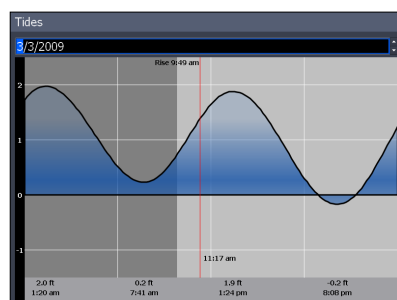 Tides
3/3/2009
Rise 9:49 am
2
1
0
-1
11:17 am
2.0 ft 0.2 ft 1.9 ft -0.2 ft
1:20 am 7:41 am 1:24 pm 8:08 pm